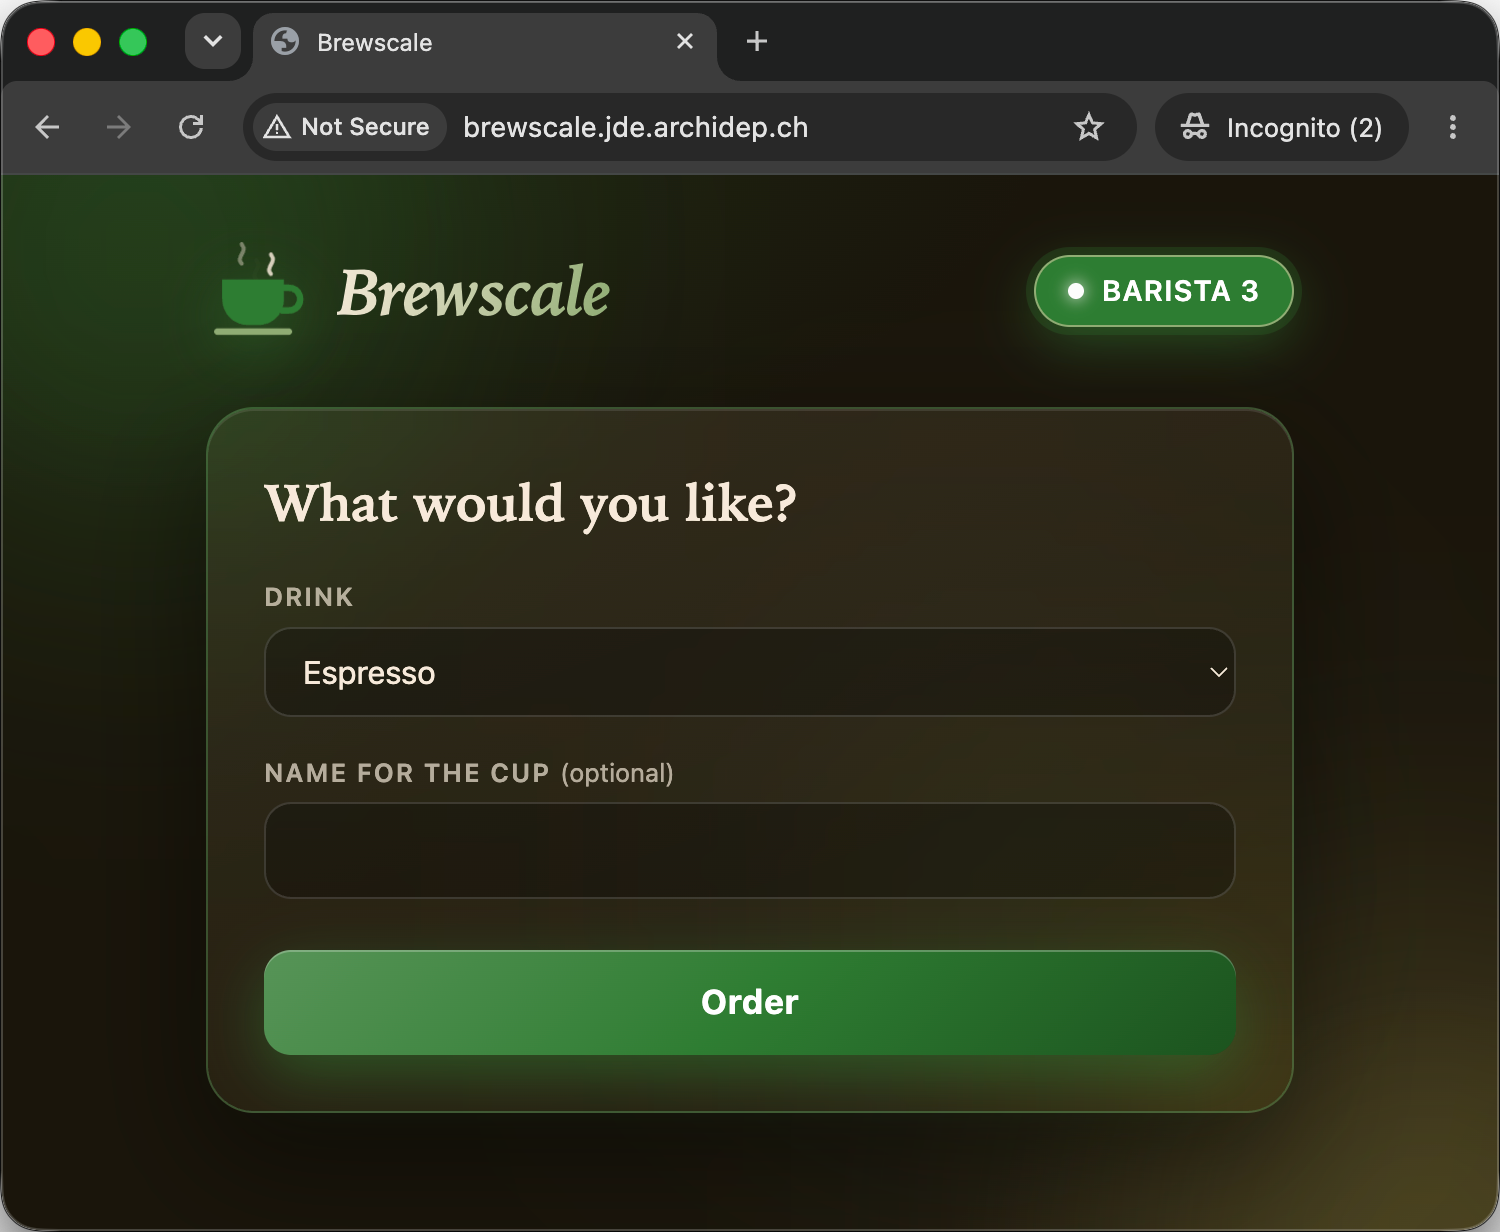 Brewscale
Not Secure
brewscale.jde.archidep.ch
Incognito (2)
Brewscale
BARISTA 3
What would you like?
DRINK
Espresso
NAME FOR THE CUP (optional)
Order